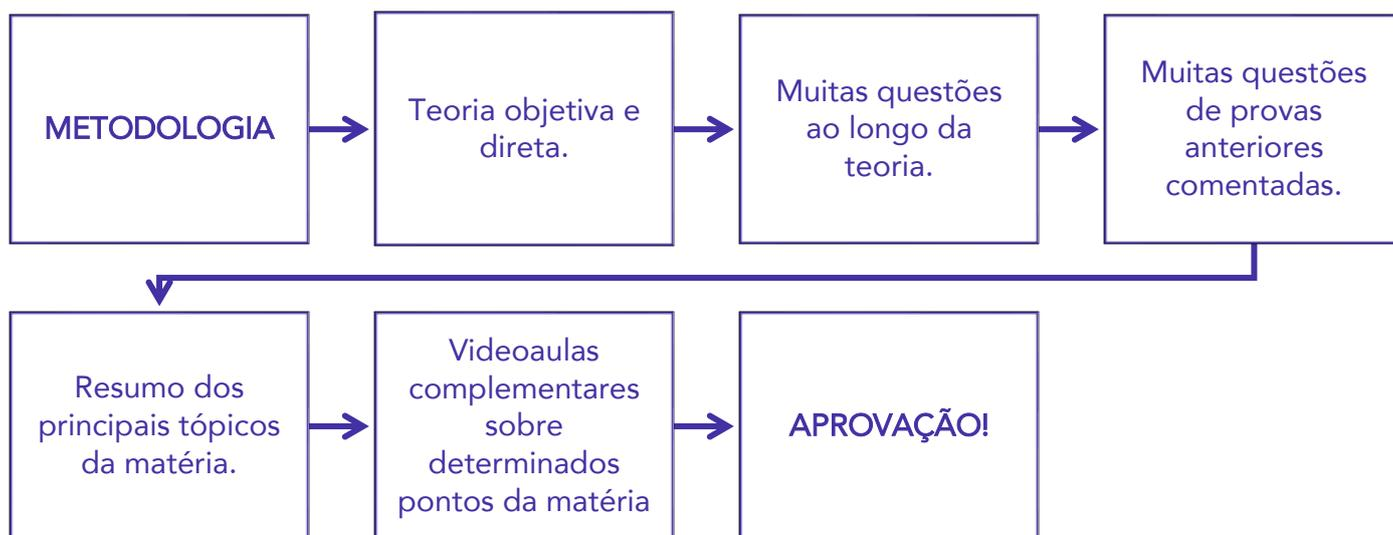 METODOLOGIA
Teoria objetiva e
direta.
Muitas questões
ao longo da
teoria.
Muitas questões
de provas
anteriores
comentadas.
Resumo dos
principais tópicos
da matéria.
Videoaulas
complementares
sobre
determinados
pontos da matéria
APROVAÇÃO!